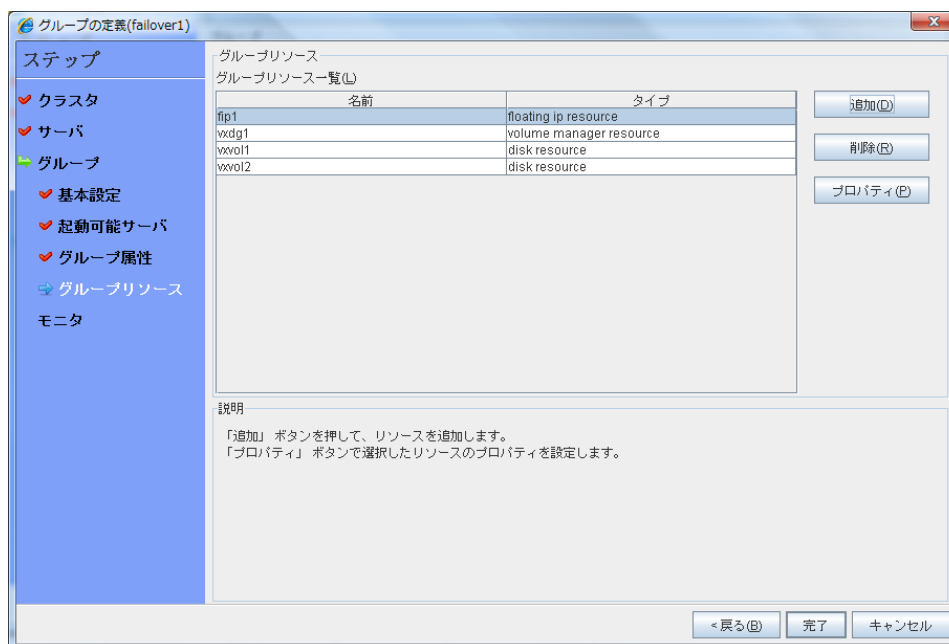 グループの定義(failover1)
ステップ
クラスタ
サーバ
グループ
基本設定
起動可能サーバ
グループ属性
グループリソース
モニタ
グループリソース
グループリソース一覧(L)
名前 タイプ
fip1 floating ip resource
vxdg1 volume manager resource
vxvol1 disk resource
vxvol2 disk resource
追加(D)
削除(R)
プロパティ(P)
説明
「追加」 ボタンを押して、リソースを追加します。
「プロパティ」 ボタンで選択したリソースのプロパティを設定します。
<戻る(B) 完了 キャンセル